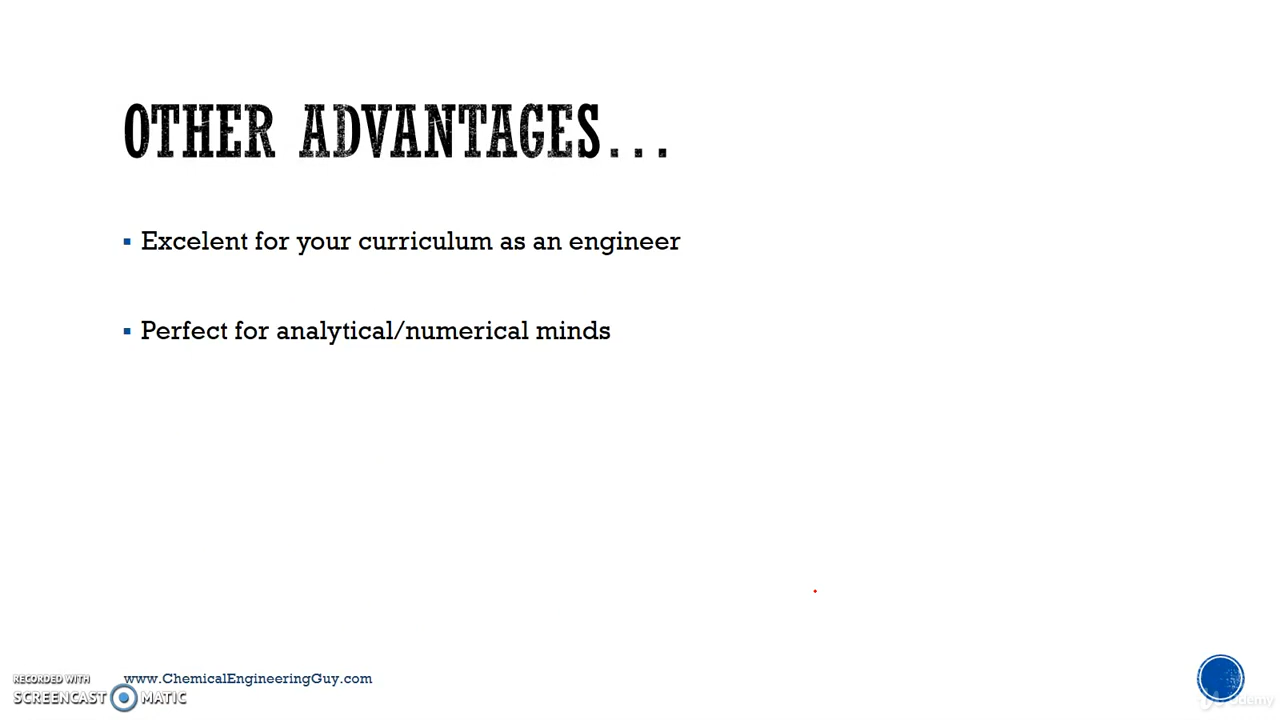 OTHER ADVANTAGES...
▪ Excelent for your curriculum as an engineer
▪ Perfect for analytical/numerical minds
www.ChemicalEngineeringGuy.com
RECORDED WITH
SCREENCAST MATIC
Udemy